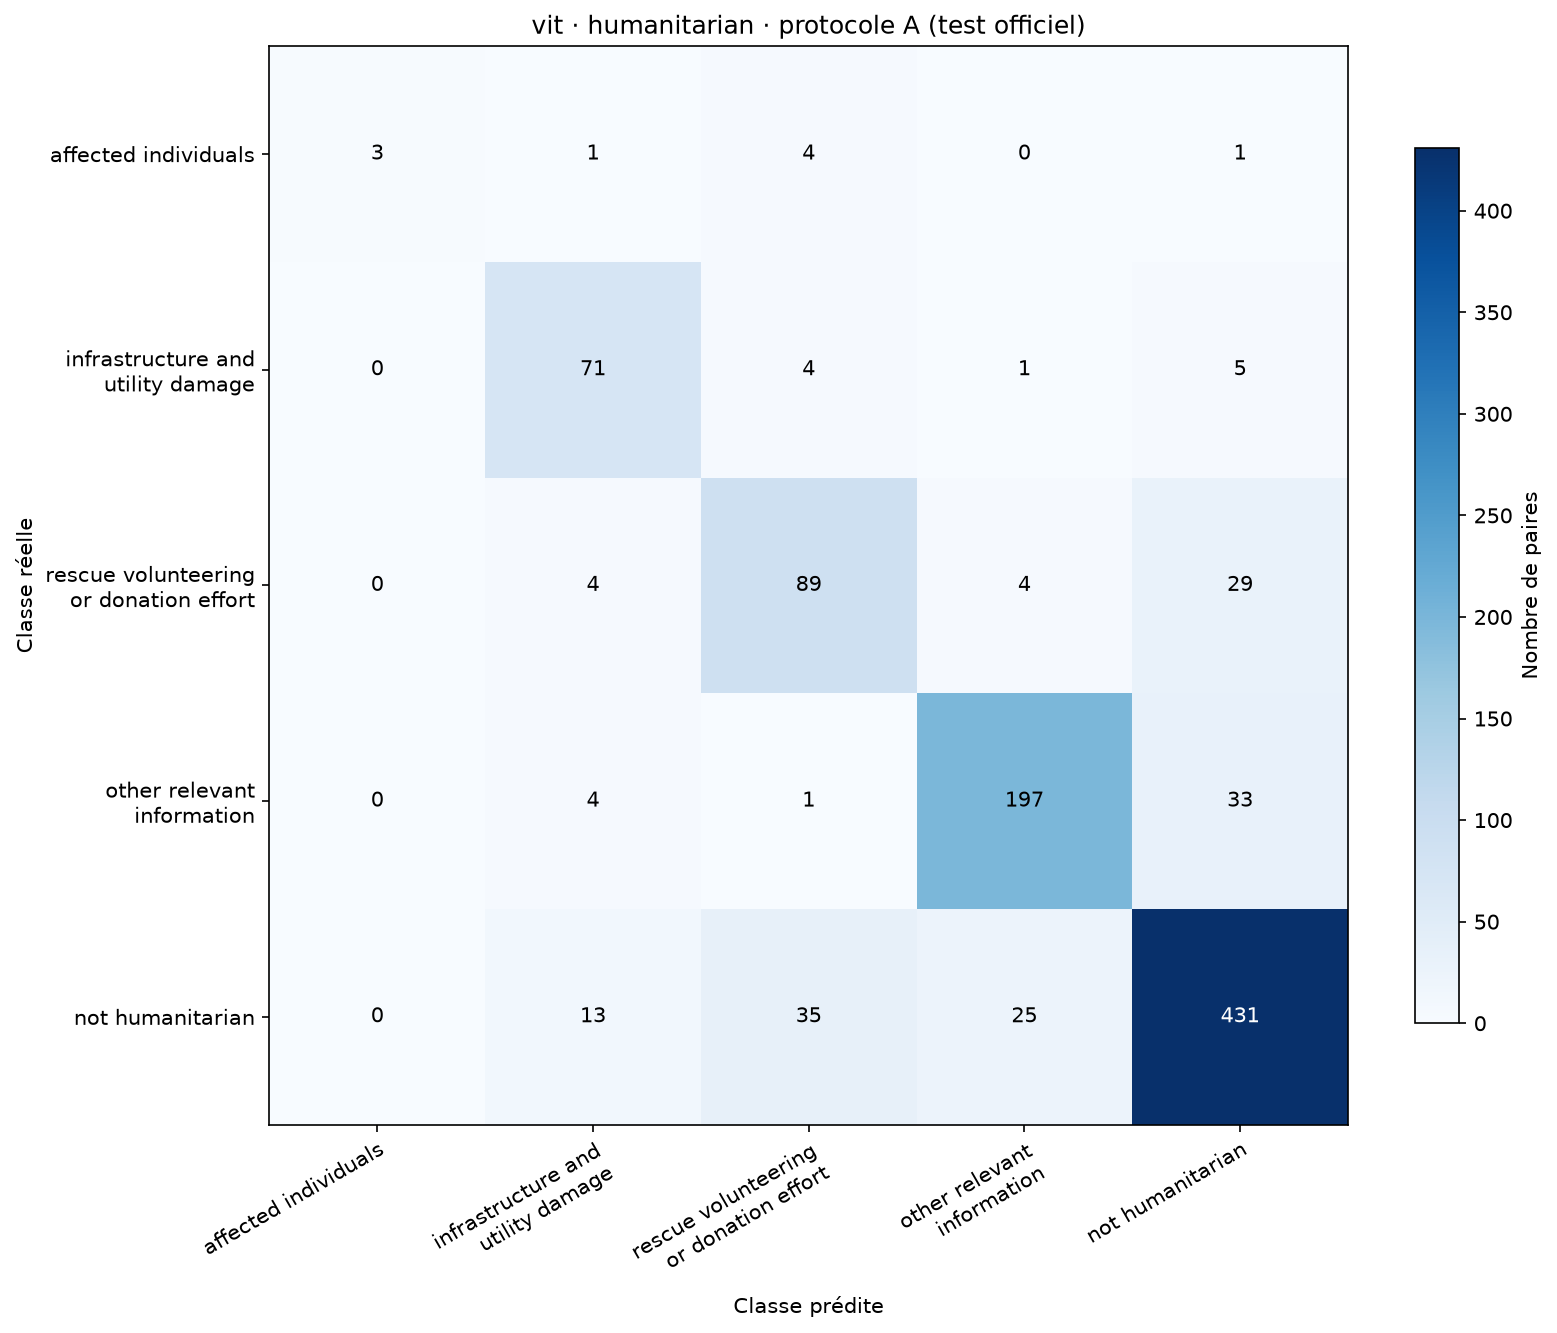 vit · humanitarian · protocole A (test officiel)
affected individuals
3 1 4 0 1
infrastructure and
utility damage
0 71 4 1 5
rescue volunteering
or donation effort
0 4 89 4 29
other relevant
information
0 4 1 197 33
not humanitarian
0 13 35 25 431
Classe réelle
affected individuals
infrastructure and
utility damage
rescue volunteering
or donation effort
other relevant
information
not humanitarian
Classe prédite
400
350
300
250
200
150
100
50
0
Nombre de paires